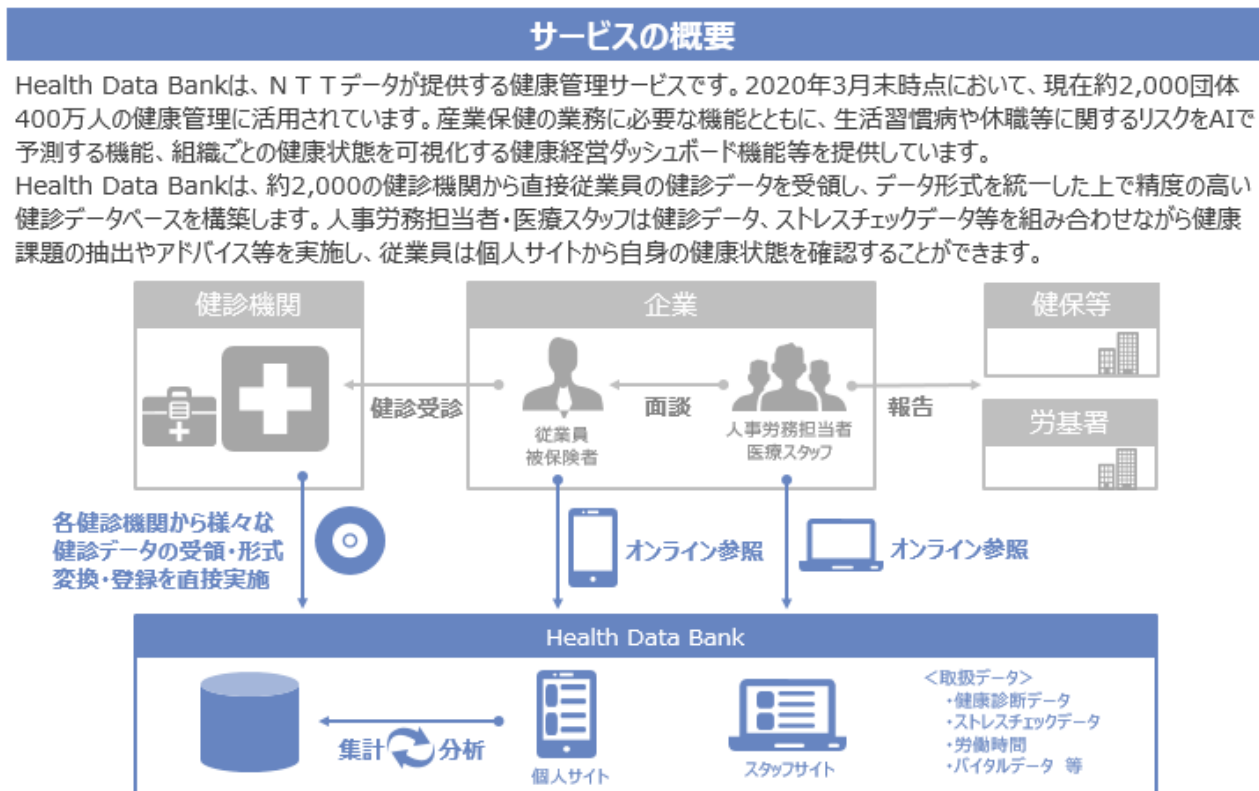 サービスの概要
Health Data Bankは、ＮＴＴデータが提供する健康管理サービスです。2020年3月末時点において、現在約2,000団体
400万人の健康管理に活用されています。産業保健の業務に必要な機能とともに、生活習慣病や休職等に関するリスクをAIで
予測する機能、組織ごとの健康状態を可視化する健康経営ダッシュボード機能等を提供しています。
Health Data Bankは、約2,000の健診機関から直接従業員の健診データを受領し、データ形式を統一した上で精度の高い
健診データベースを構築します。人事労務担当者・医療スタッフは健診データ、ストレスチェックデータ等を組み合わせながら健康
課題の抽出やアドバイス等を実施し、従業員は個人サイトから自身の健康状態を確認することができます。
健診機関
企業
健保等
健診受診
面談
報告
従業員
被保険者
人事労務担当者
医療スタッフ
労基署
各健診機関から様々な
健診データの受領・形式
変換・登録を直接実施
オンライン参照
オンライン参照
Health Data Bank
集計
分析
個人サイト
スタッフサイト
＜取扱データ＞
・健康診断データ
・ストレスチェックデータ
・労働時間
・バイタルデータ 等